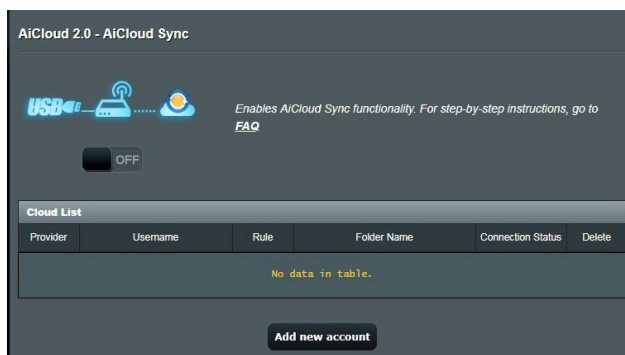 AiCloud 2.0 - AiCloud Sync
USB
Enables AiCloud Sync functionality. For step-by-step instructions, go to
FAQ
OFF
Cloud List
Provider Username Rule Folder Name Connection Status Delete
No data in table.
Add new account